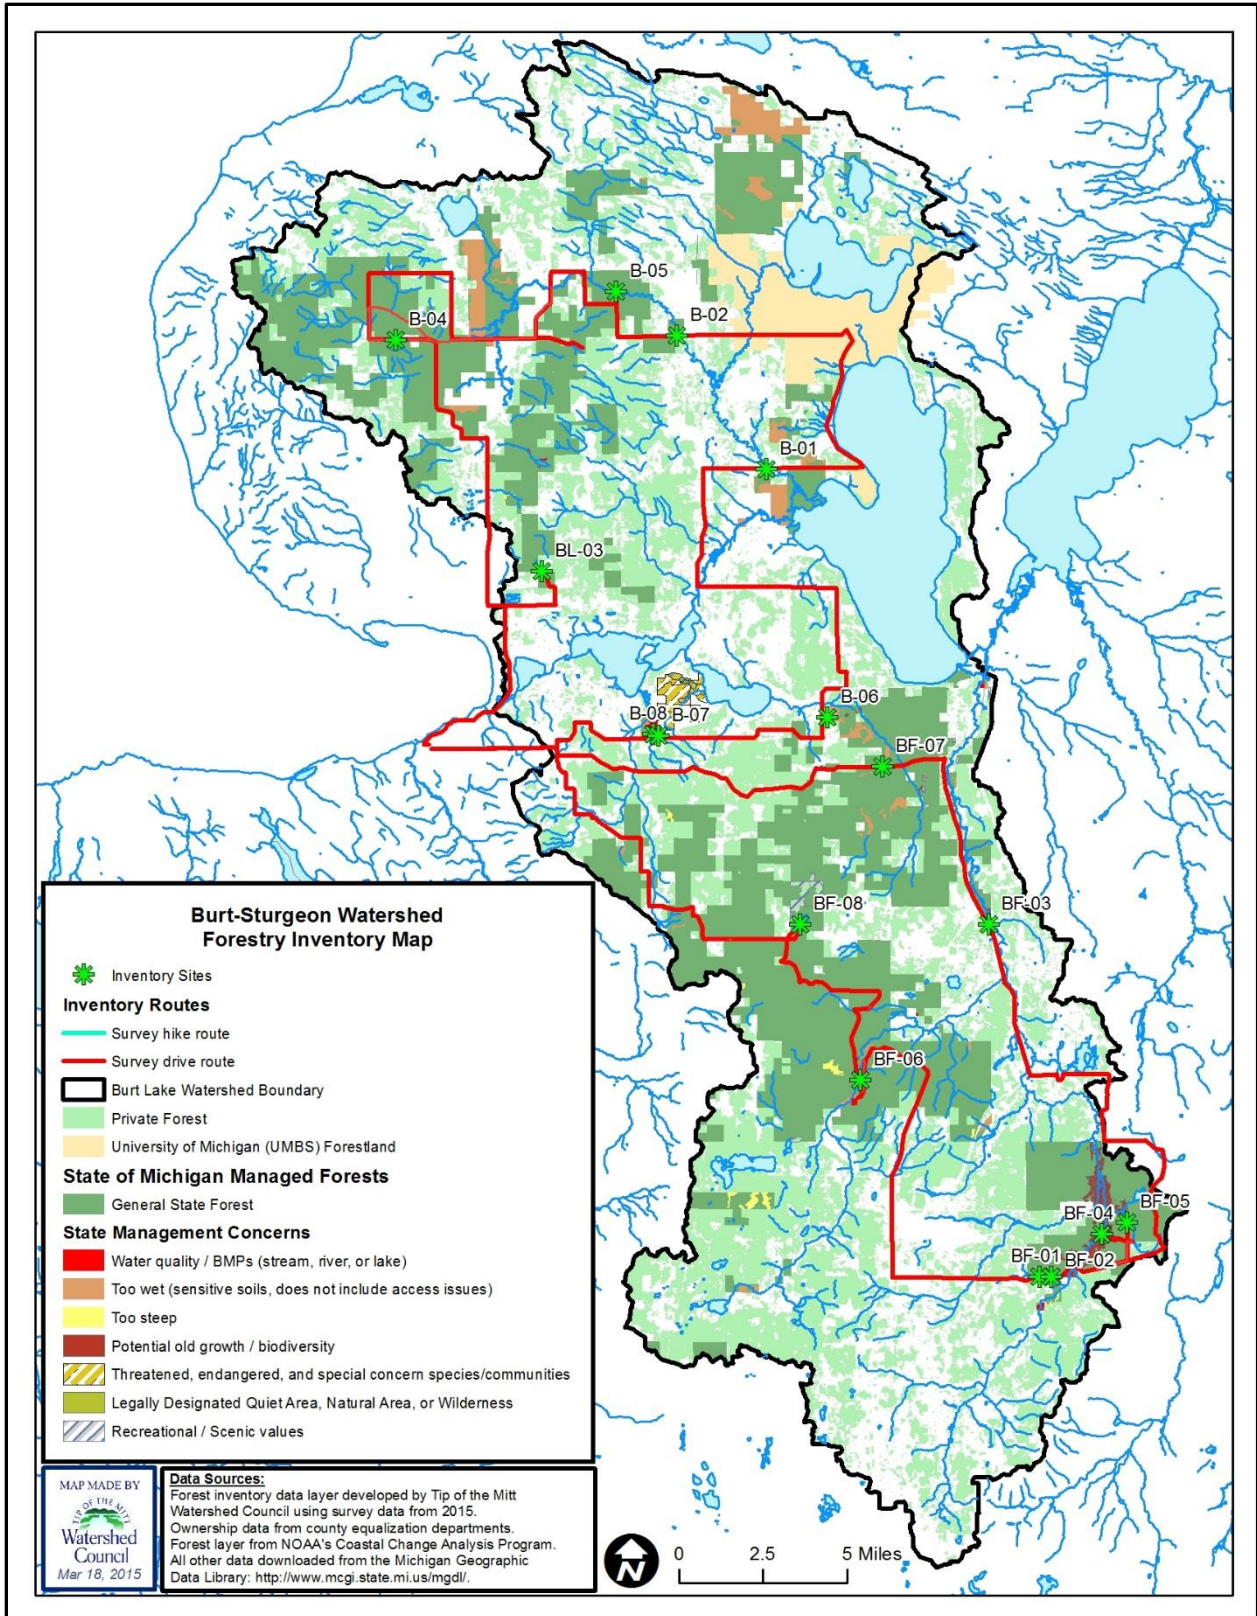 B-05
B-02
B-04
B-01
BL-03
B-06
B-08
B-07
BF-07
BF-08
BF-03
BF-06
BF-05
BF-04
BF-01
BF-02
Burt-Sturgeon Watershed
Forestry Inventory Map
Inventory Sites
Inventory Routes
Survey hike route
Survey drive route
Burt Lake Watershed Boundary
Private Forest
University of Michigan (UMBS) Forestland
State of Michigan Managed Forests
General State Forest
State Management Concerns
Water quality / BMPs (stream, river, or lake)
Too wet (sensitive soils, does not include access issues)
Too steep
Potential old growth / biodiversity
Threatened, endangered, and special concern species/communities
Legally Designated Quiet Area, Natural Area, or Wilderness
Recreational / Scenic values
MAP MADE BY
TIP OF THE MITT
Watershed
Council
Mar 18, 2015
Data Sources:
Forest inventory data layer developed by Tip of the Mitt
Watershed Council using survey data from 2015.
Ownership data from county equalization departments.
Forest layer from NOAA's Coastal Change Analysis Program.
All other data downloaded from the Michigan Geographic
Data Library: http://www.mcgi.state.mi.us/mgdl/.
N
0 2.5 5 Miles